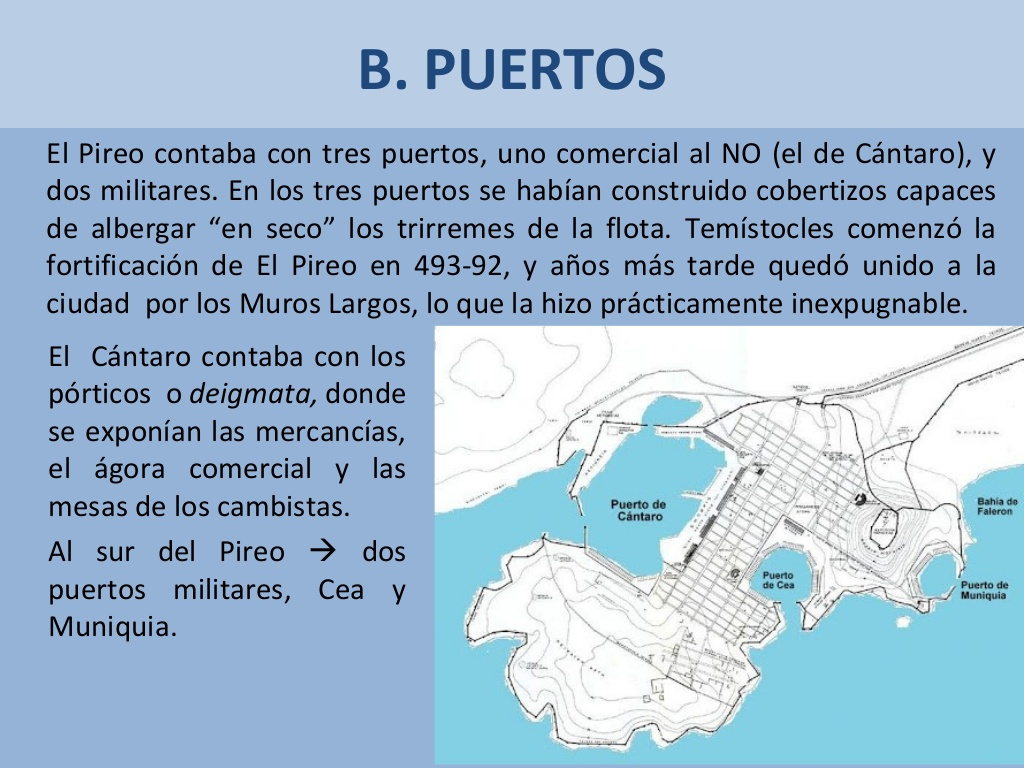 B. PUERTOS
El Pireo contaba con tres puertos, uno comercial al NO (el de Cántaro), y
dos militares. En los tres puertos se habían construido cobertizos capaces
de albergar “en seco” los trirremes de la flota. Temístocles comenzó la
fortificación de El Pireo en 493-92, y años más tarde quedó unido a la
ciudad por los Muros Largos, lo que la hizo prácticamente inexpugnable.
El Cántaro contaba con los
pórticos o deigmata, donde
se exponían las mercancías,
el ágora comercial y las
mesas de los cambistas.
Al sur del Pireo → dos
puertos militares, Cea y
Muniquia.
Puerto de
Cántaro
Puerto
de Cea
Bahia de
Faleron
Puerto de
Muniquia